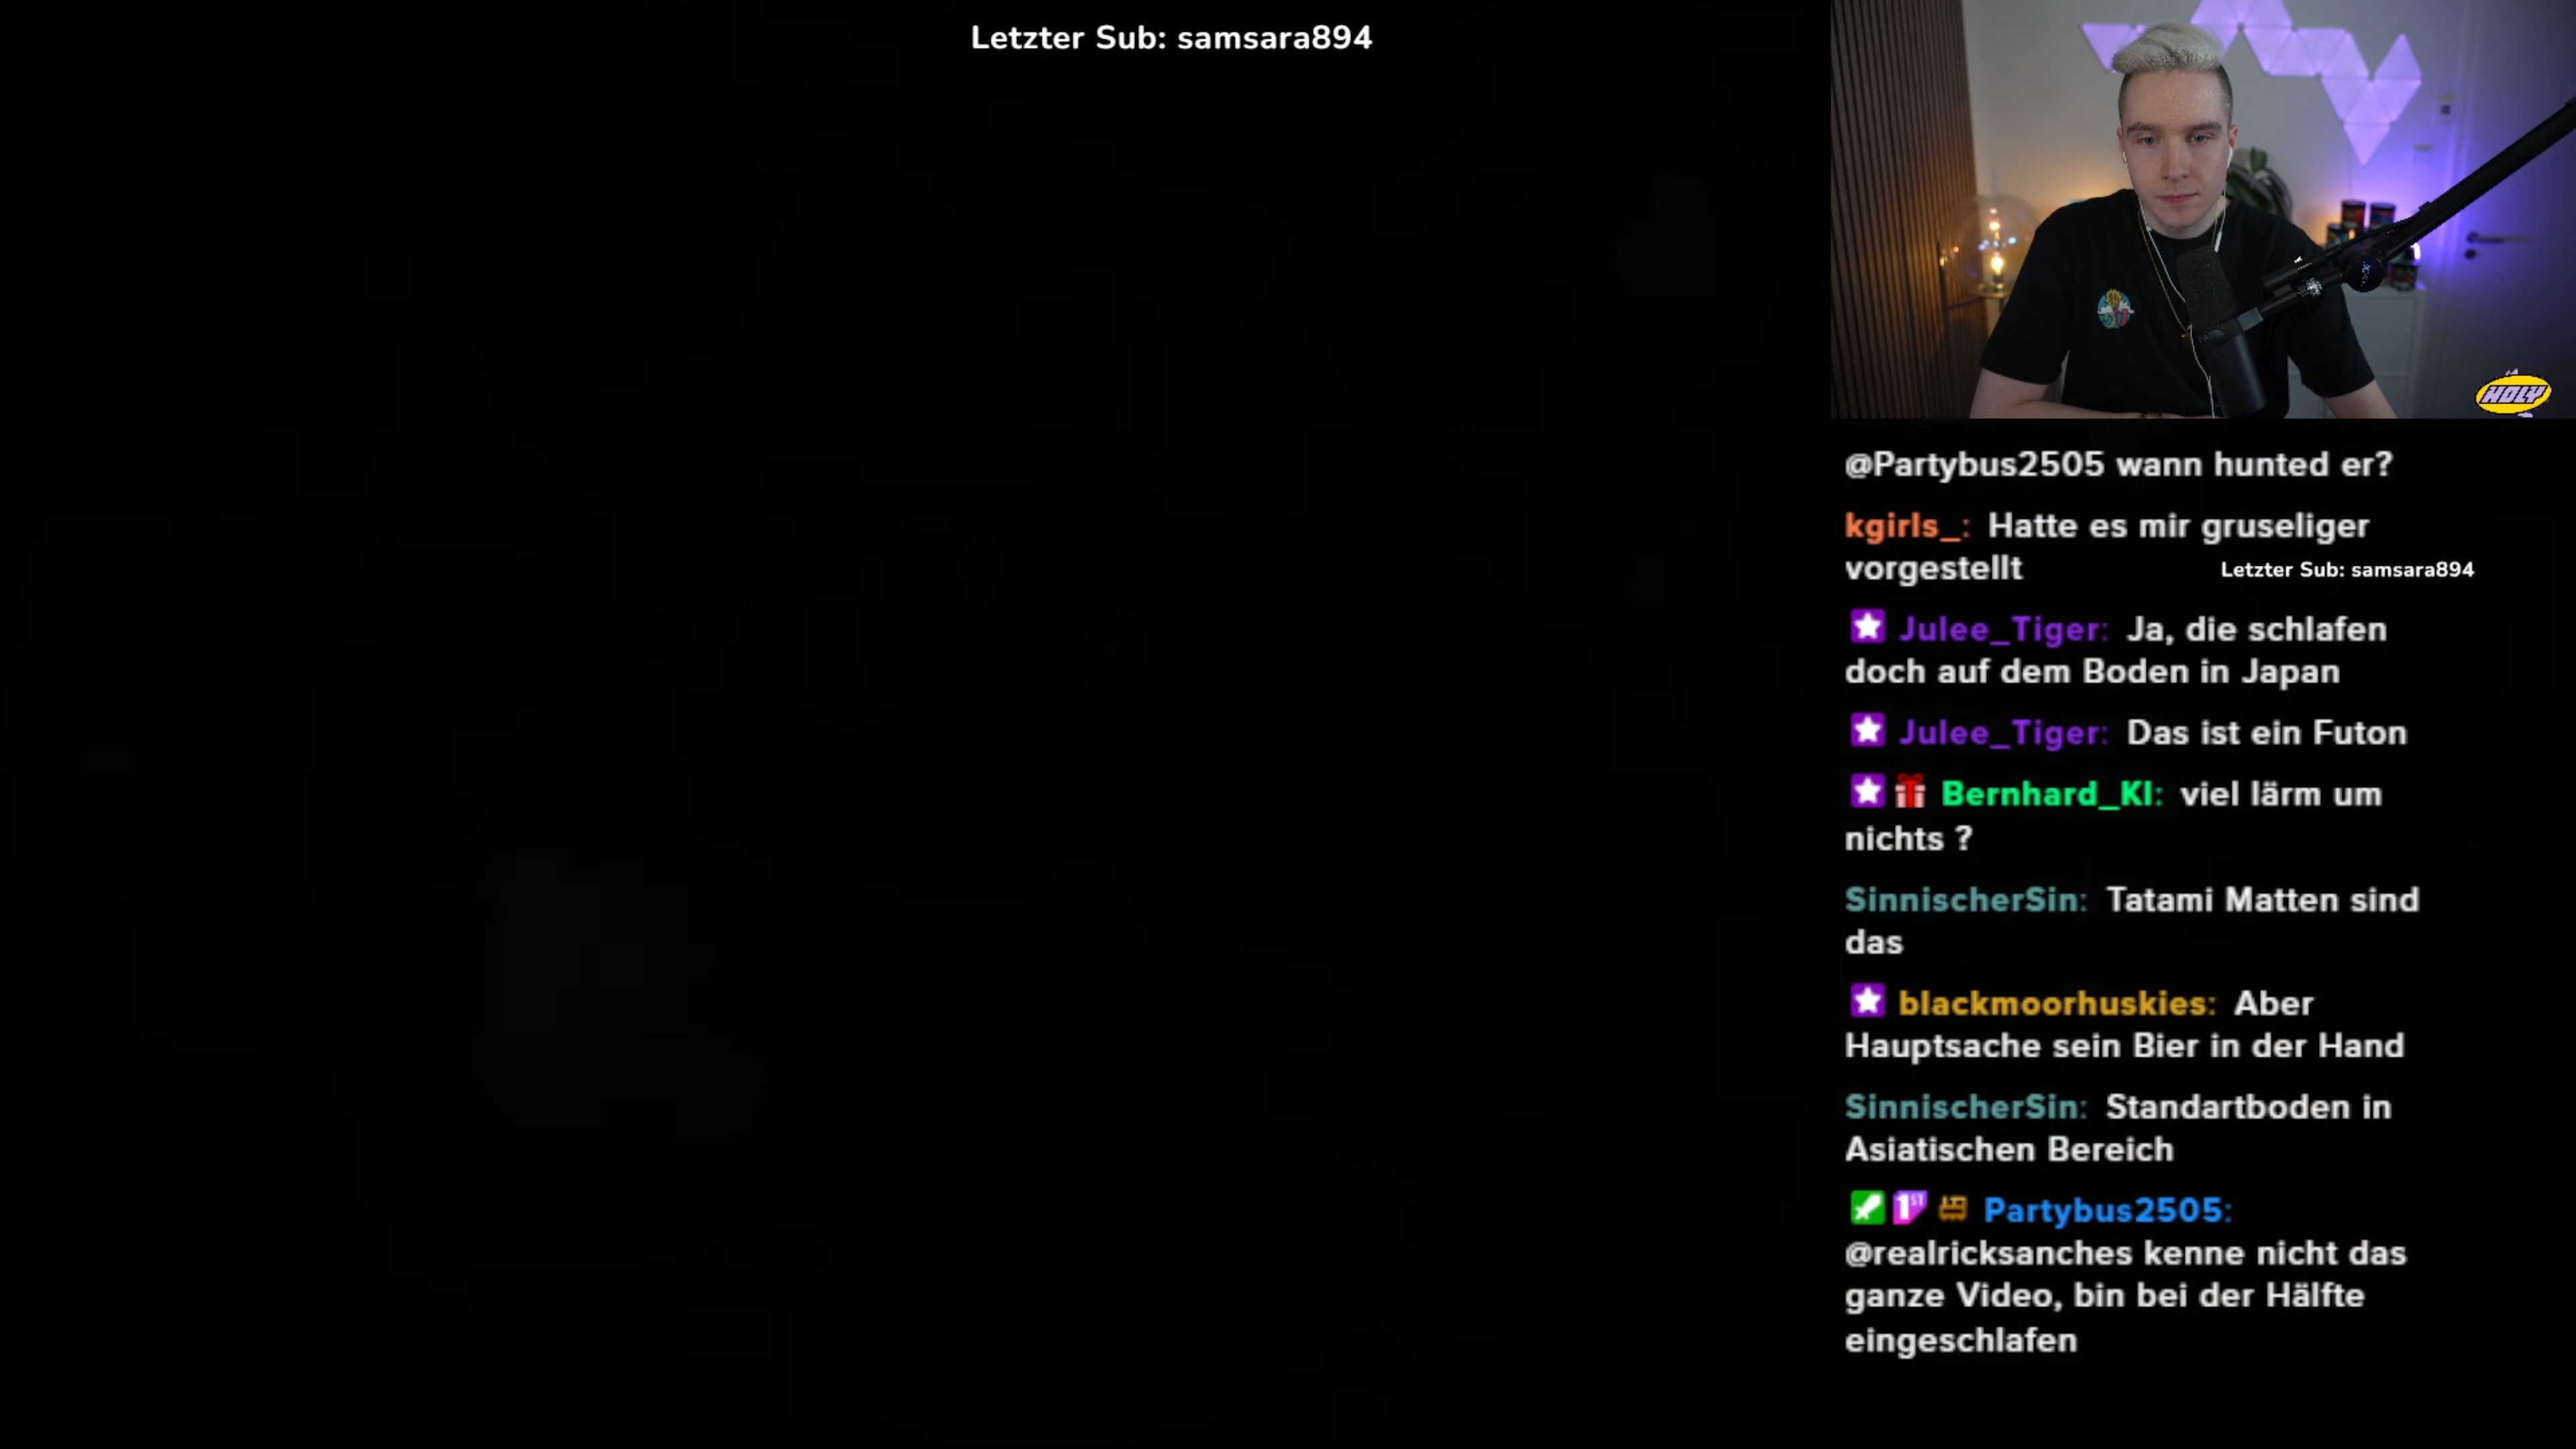 Letzter Sub: samsara894
HOLY
@Partybus2505 wann hunted er?
kgirls_: Hatte es mir gruseliger
vorgestellt
Letzter Sub: samsara894
Julee_Tiger: Ja, die schlafen
doch auf dem Boden in Japan
Julee_Tiger: Das ist ein Futon
Bernhard_KI: viel lärm um
nichts ?
SinnischerSin: Tatami Matten sind
das
blackmoorhuskies: Aber
Hauptsache sein Bier in der Hand
SinnischerSin: Standartboden in
Asiatischen Bereich
1ST Partybus2505:
@realricksanches kenne nicht das
ganze Video, bin bei der Hälfte
eingeschlafen